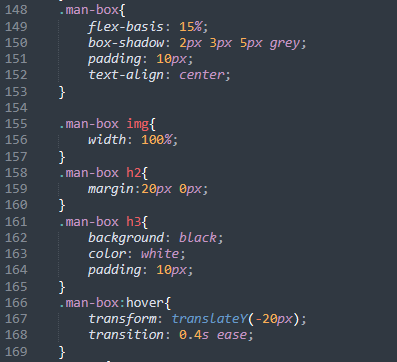 148 .man-box{
149 flex-basis: 15%;
150 box-shadow: 2px 3px 5px grey;
151 padding: 10px;
152 text-align: center;
153 }
154
155 .man-box img{
156 width: 100%;
157 }
158 .man-box h2{
159 margin:20px 0px;
160 }
161 .man-box h3{
162 background: black;
163 color: white;
164 padding: 10px;
165 }
166 .man-box:hover{
167 transform: translateY(-20px);
168 transition: 0.4s ease;
169 }